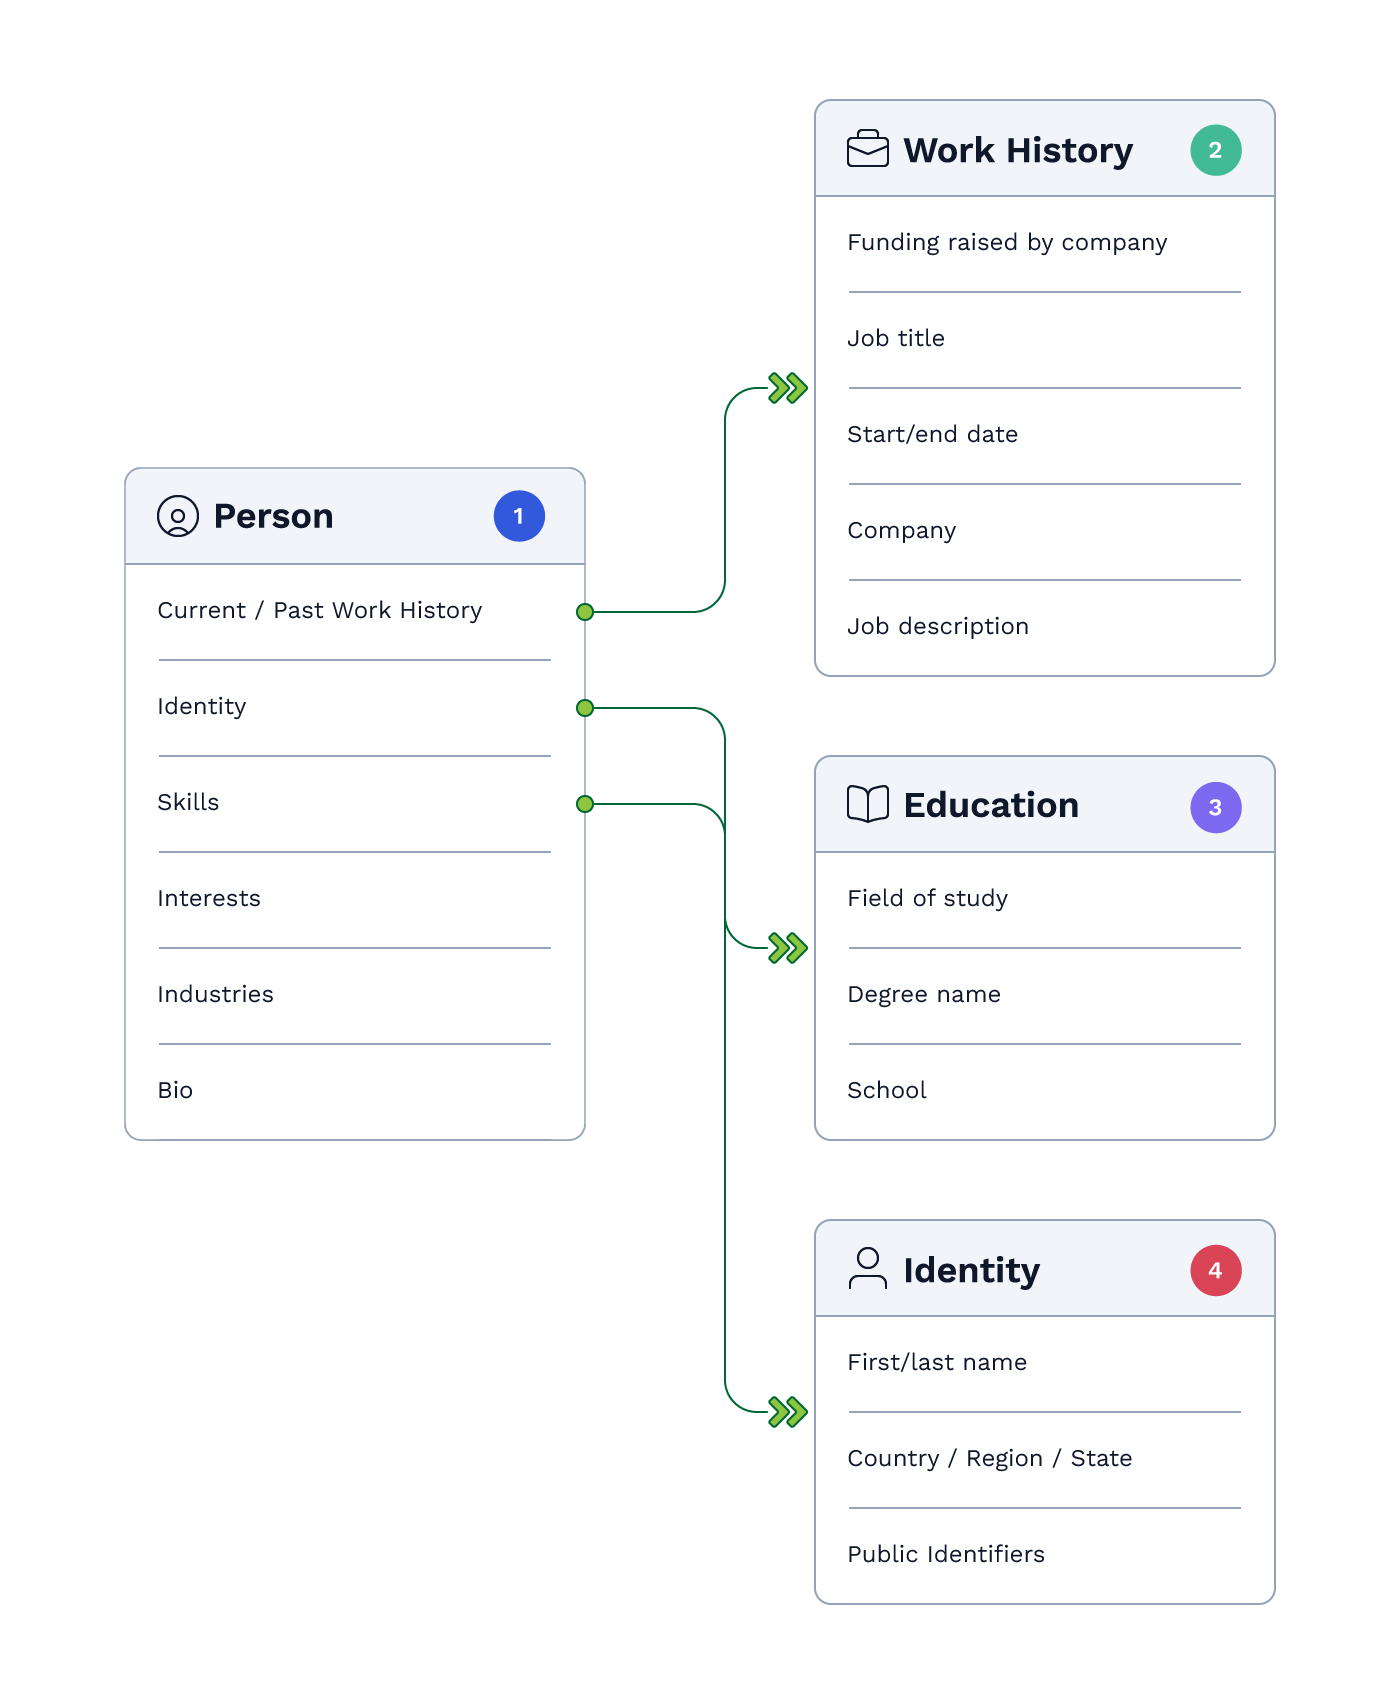 Person
1
Current / Past Work History
Identity
Skills
Interests
Industries
Bio
Work History
2
Funding raised by company
Job title
Start/end date
Company
Job description
Education
3
Field of study
Degree name
School
Identity
4
First/last name
Country / Region / State
Public Identifiers